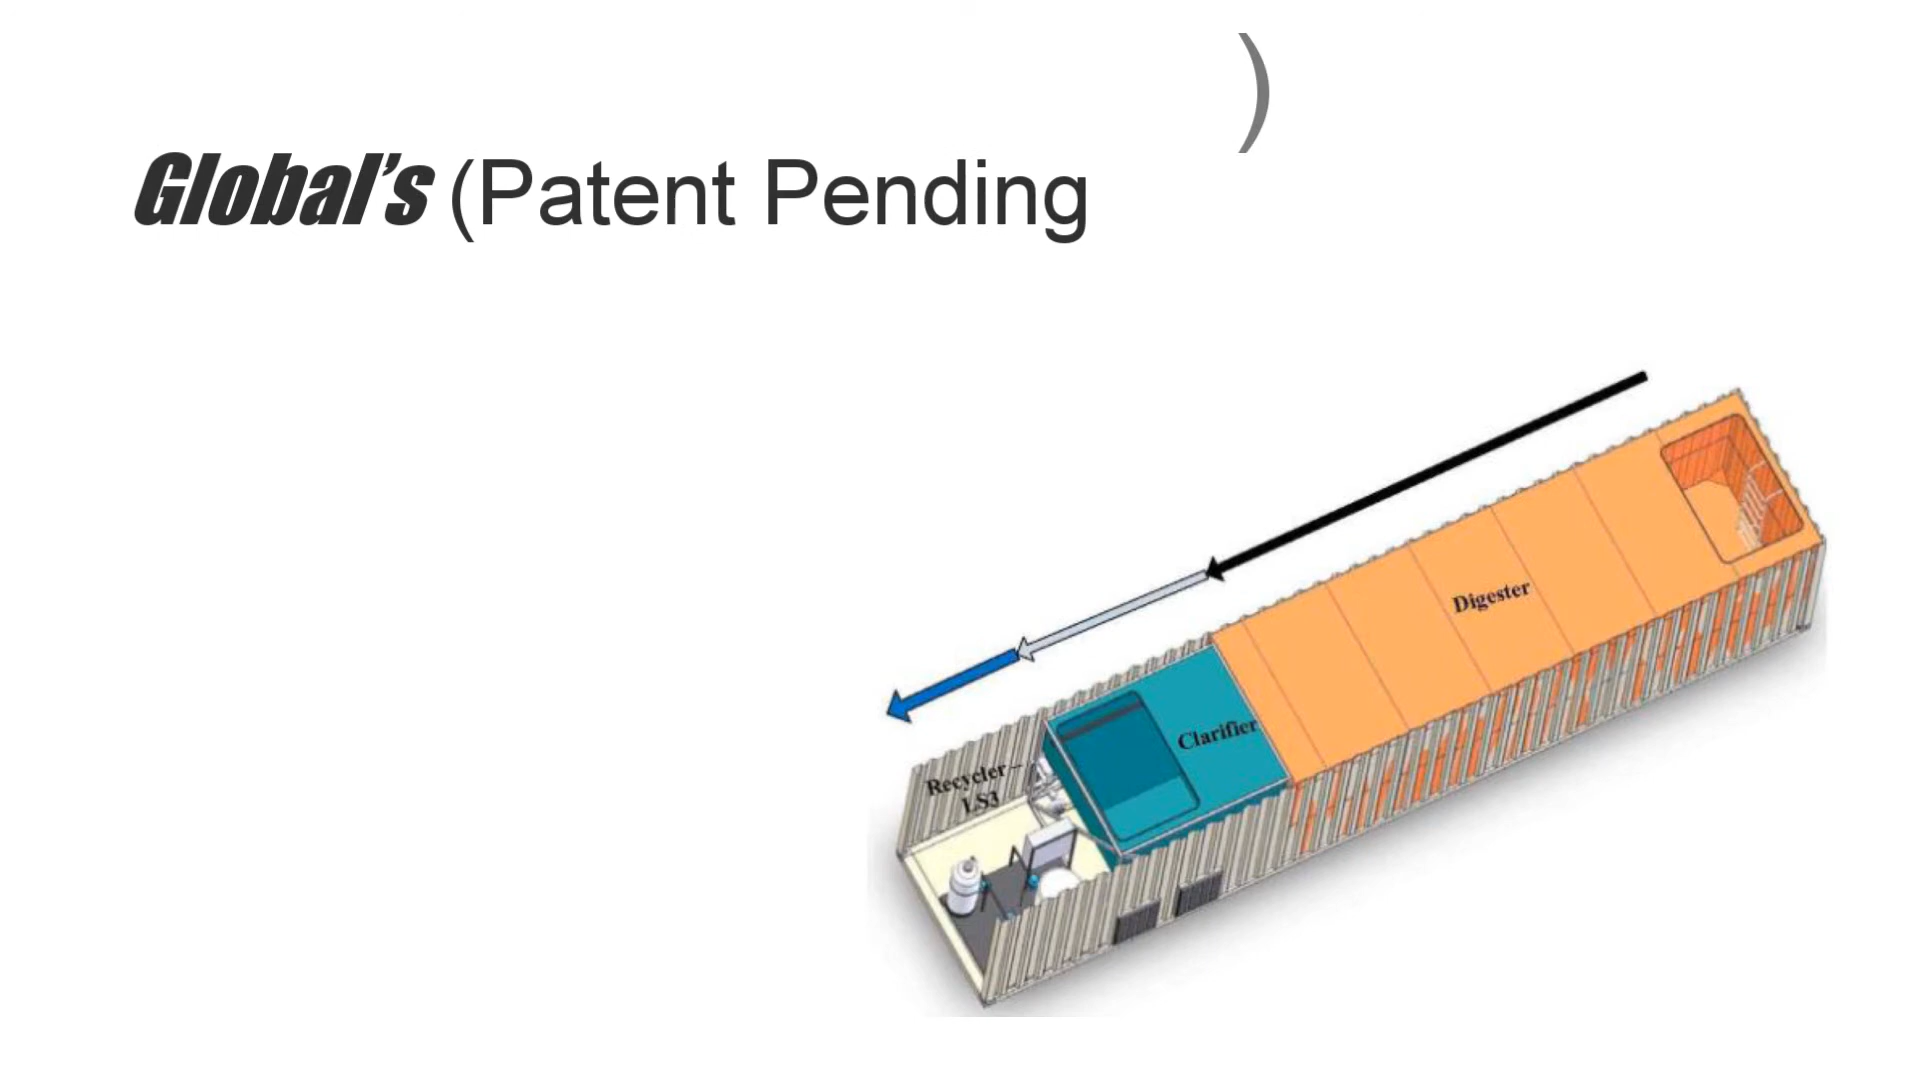 )
Global's (Patent Pending
Digester
Clarifier
Recycler –
LS3